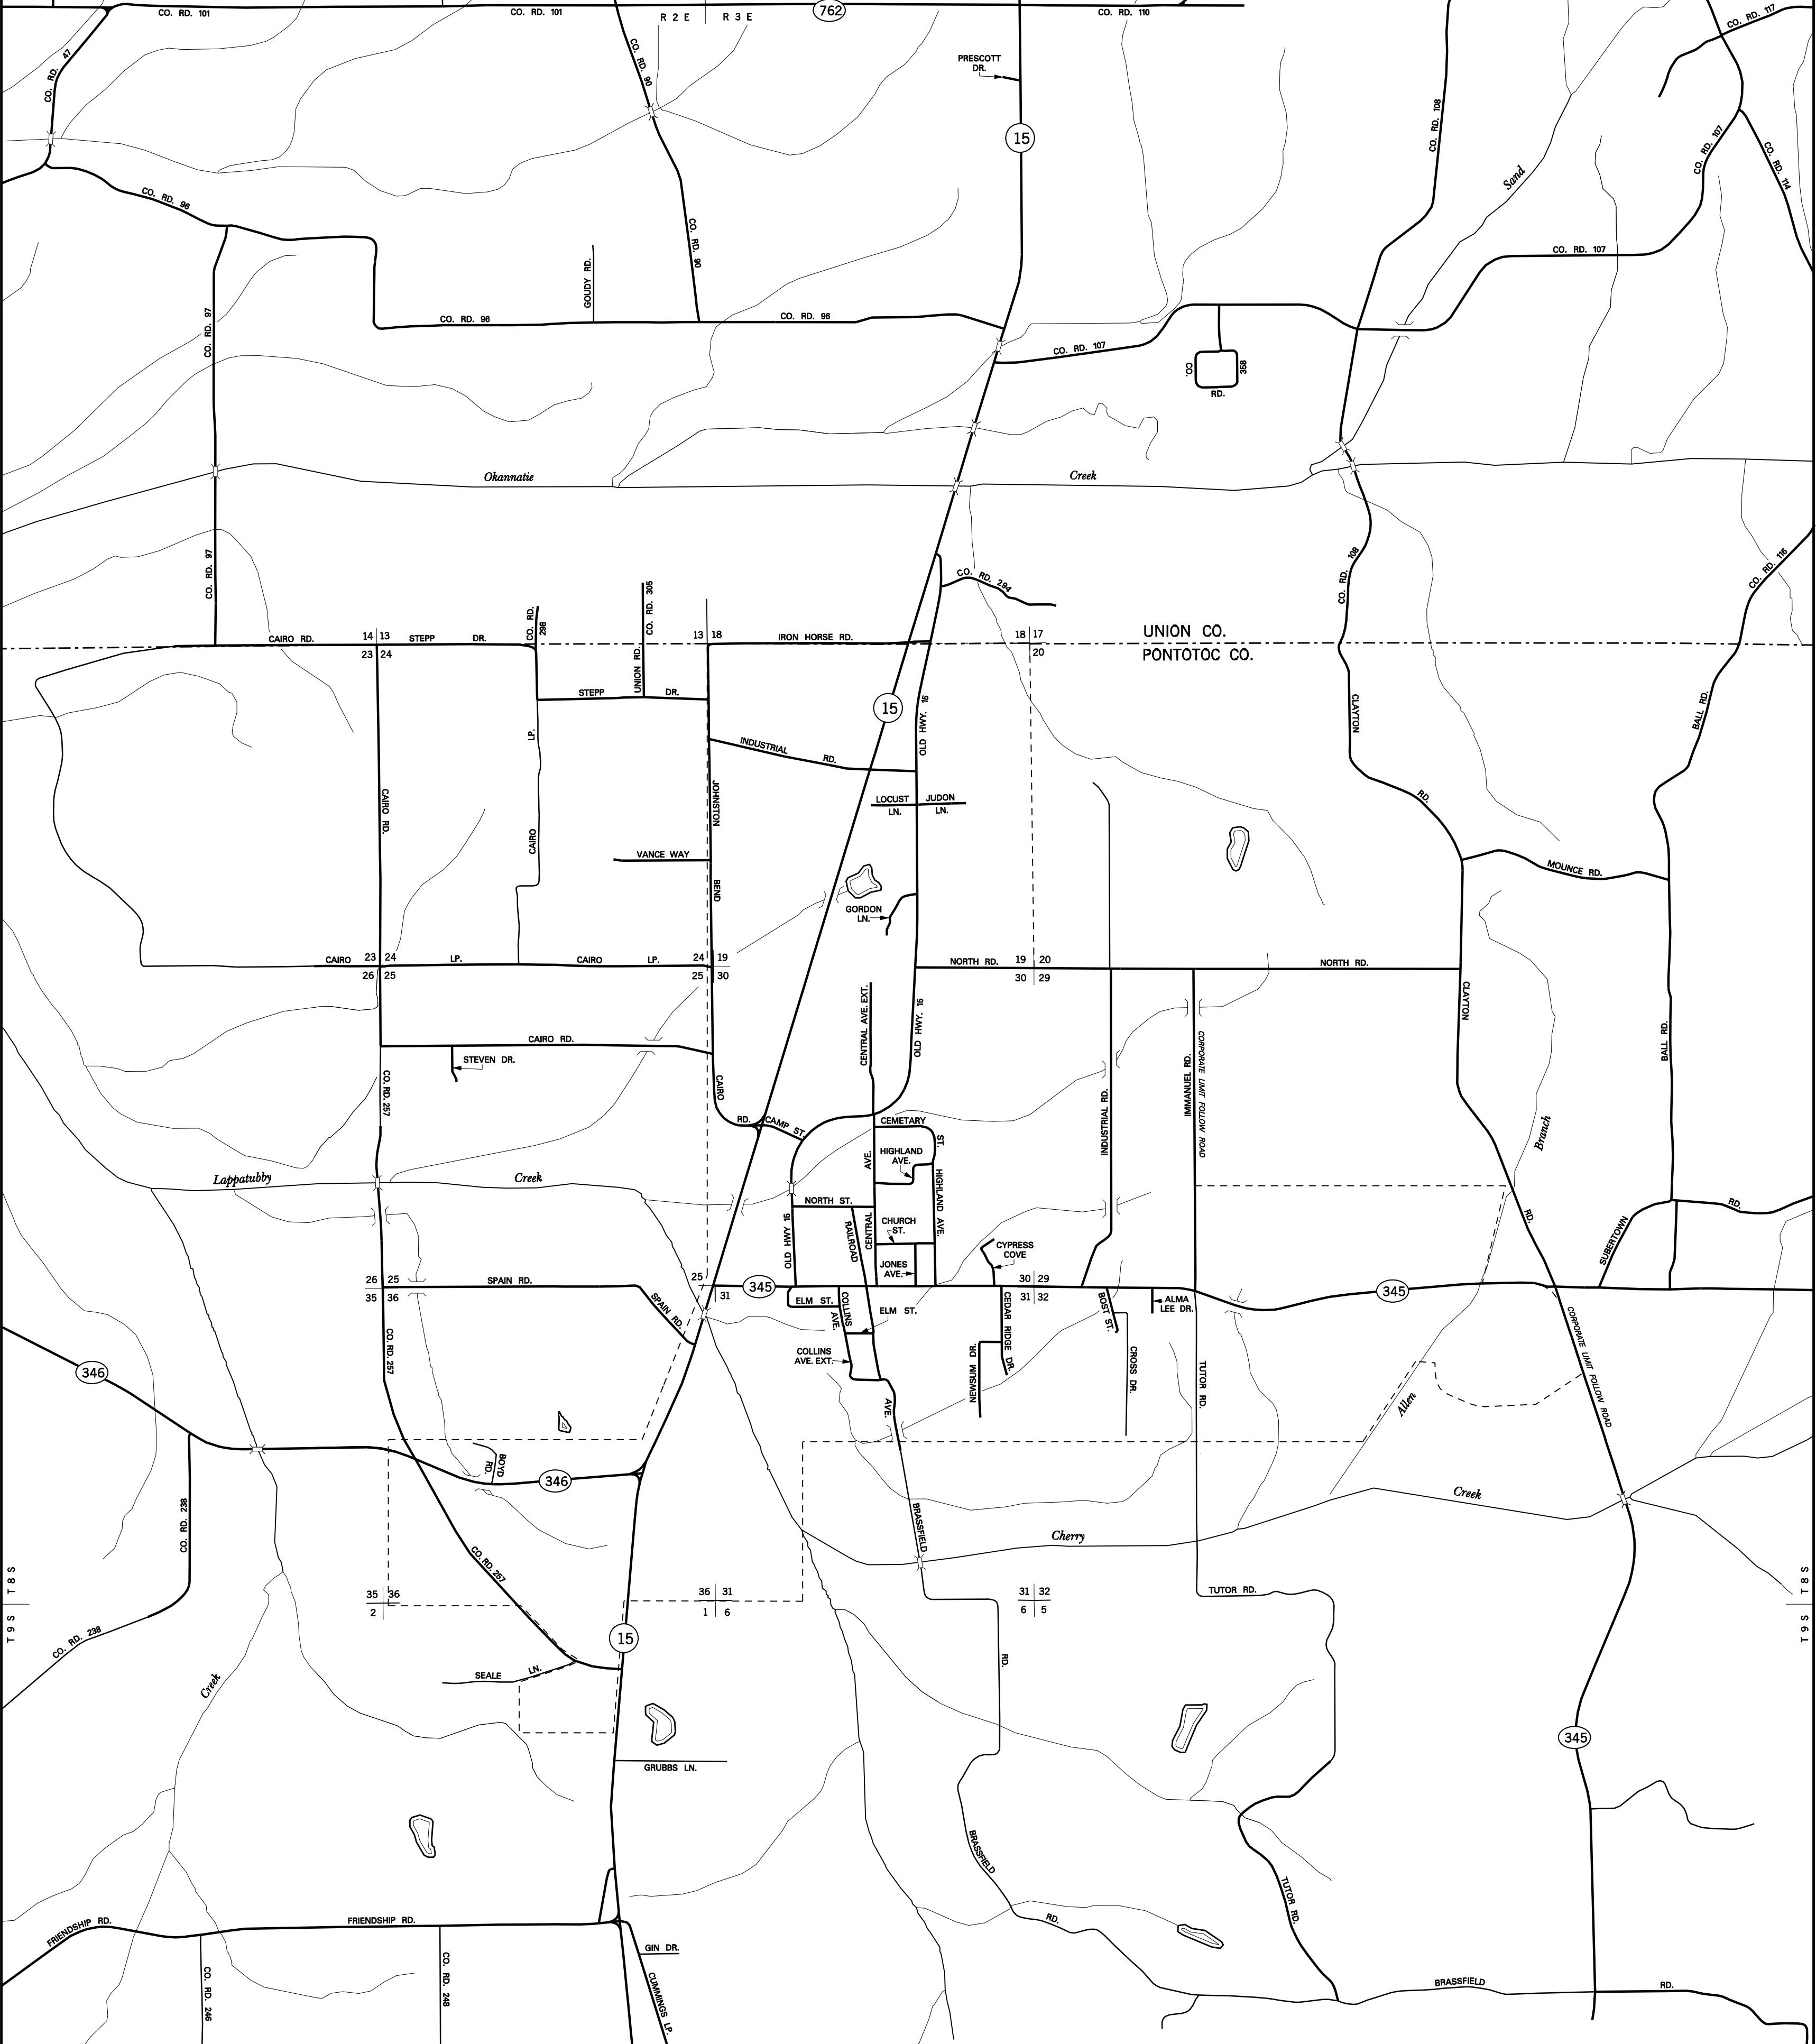 CO. RD. 101
CO. RD. 101
R 2 E
R 3 E
762
CO. RD. 110
CO. RD. 117
CO. RD. 47
CO. RD. 90
PRESCOTT
DR.
15
CO. RD. 108
CO. RD. 107
CO. RD. 114
Sand
CO. RD. 96
CO. RD. 97
GOUDY RD.
CO. RD. 90
CO. RD. 107
CO. RD. 96
CO. RD. 96
CO. RD. 107
CO.
RD.
358
Okannatie
Creek
CO. RD. 97
CO. RD. 294
CO. RD. 108
CO. RD. 116
CO. RD.
298
CO. RD. 305
CAIRO RD.
14 13
23 24
STEPP DR.
13 18
IRON HORSE RD.
18 17
20
UNION CO.
PONTOTOC CO.
UNION RD.
STEPP DR.
15
OLD HWY. 15
CLAYTON
BALL RD.
LP.
INDUSTRIAL RD.
CAIRO RD.
JOHNSTON
LOCUST
LN.
JUDON
LN.
RD.
CAIRO
VANCE WAY
BEND
MOUNCE RD.
GORDON
LN.
CAIRO
23 24
26 25
LP.
CAIRO LP.
24 19
25 30
NORTH RD.
19 20
30 29
NORTH RD.
CLAYTON
CENTRAL AVE. EXT.
OLD HWY. 15
CAIRO RD.
STEVEN DR.
CO. RD. 257
CAIRO
RD.
CAMP ST.
IMMANUEL RD.
CORPORATE LIMIT FOLLOW ROAD
INDUSTRIAL RD.
BALL RD.
CEMETARY
ST.
AVE.
HIGHLAND
AVE.
HIGHLAND AVE.
Branch
Lappatubby
Creek
NORTH ST.
OLD HWY. 15
RAILROAD
CENTRAL
CHURCH
ST.
JONES
AVE.
CYPRESS
COVE
RD.
SUBERTOWN
RD.
26 25
35 36
SPAIN RD.
25
31
345
30 29
31 32
345
SPAIN RD.
ELM ST.
COLLINS
AVE.
ELM ST.
CEDAR RIDGE DR.
BOST ST.
ALMA
LEE DR.
CORPORATE LIMIT FOLLOW ROAD
CO. RD. 257
COLLINS
AVE. EXT.
NEWSUM DR.
CROSS DR.
TUTOR RD.
346
AVE.
Allen
BOYD
RD.
346
CO. RD. 238
BRASSFIELD
Creek
Cherry
CO. RD. 257
T 8 S
T 9 S
35 36
2
36 31
1 6
31 32
6 5
TUTOR RD.
T 8 S
T 9 S
CO. RD. 238
15
SEALE LN.
RD.
Creek
345
GRUBBS LN.
BRASSFIELD
TUTOR RD.
FRIENDSHIP RD.
FRIENDSHIP RD.
RD.
GIN DR.
CO. RD. 246
CO. RD. 248
CUMMINGS LP.
BRASSFIELD
RD.